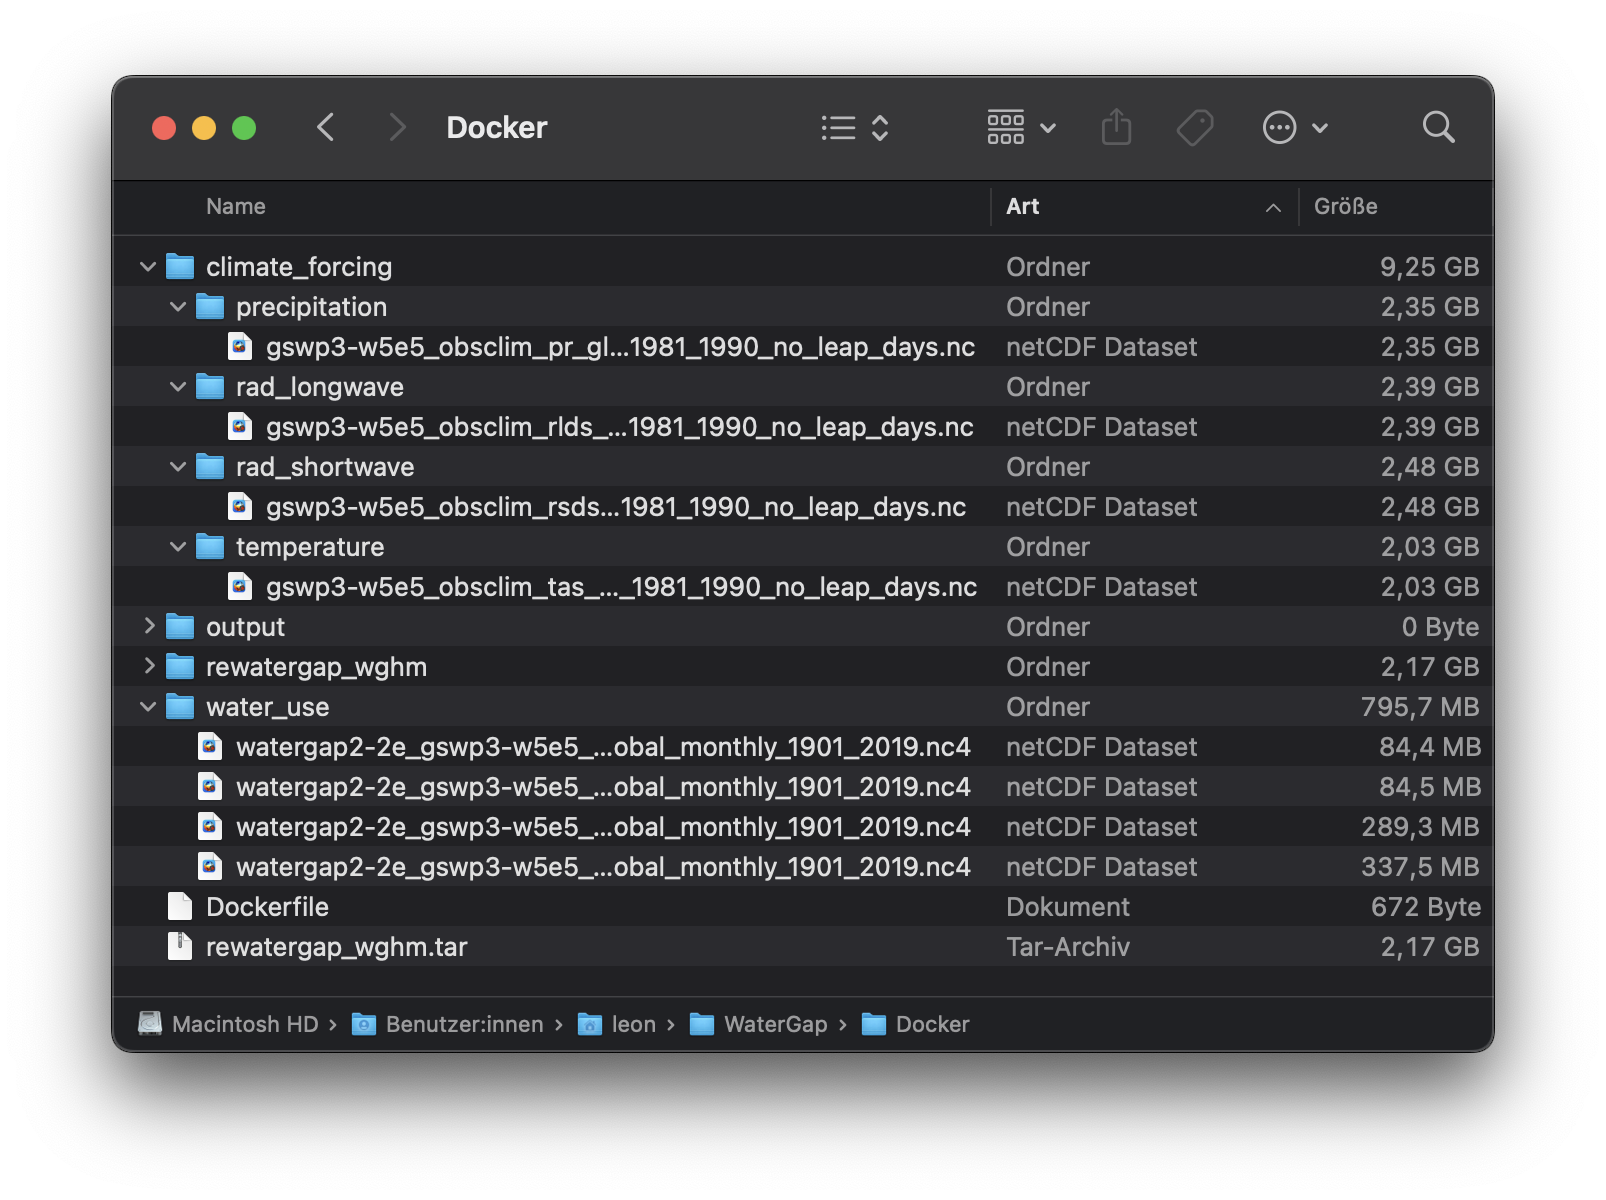 Docker
Name Art Größe
climate_forcing Ordner 9,25 GB
precipitation Ordner 2,35 GB
gswp3-w5e5_obsclim_pr_gl...1981_1990_no_leap_days.nc netCDF Dataset 2,35 GB
rad_longwave Ordner 2,39 GB
gswp3-w5e5_obsclim_rlds_...1981_1990_no_leap_days.nc netCDF Dataset 2,39 GB
rad_shortwave Ordner 2,48 GB
gswp3-w5e5_obsclim_rsds...1981_1990_no_leap_days.nc netCDF Dataset 2,48 GB
temperature Ordner 2,03 GB
gswp3-w5e5_obsclim_tas_..._1981_1990_no_leap_days.nc netCDF Dataset 2,03 GB
output Ordner 0 Byte
rewatergap_wghm Ordner 2,17 GB
water_use Ordner 795,7 MB
watergap2-2e_gswp3-w5e5_...obal_monthly_1901_2019.nc4 netCDF Dataset 84,4 MB
watergap2-2e_gswp3-w5e5_...obal_monthly_1901_2019.nc4 netCDF Dataset 84,5 MB
watergap2-2e_gswp3-w5e5_...obal_monthly_1901_2019.nc4 netCDF Dataset 289,3 MB
watergap2-2e_gswp3-w5e5_...obal_monthly_1901_2019.nc4 netCDF Dataset 337,5 MB
Dockerfile Dokument 672 Byte
rewatergap_wghm.tar Tar-Archiv 2,17 GB
Macintosh HD › Benutzer:innen › leon › WaterGap › Docker